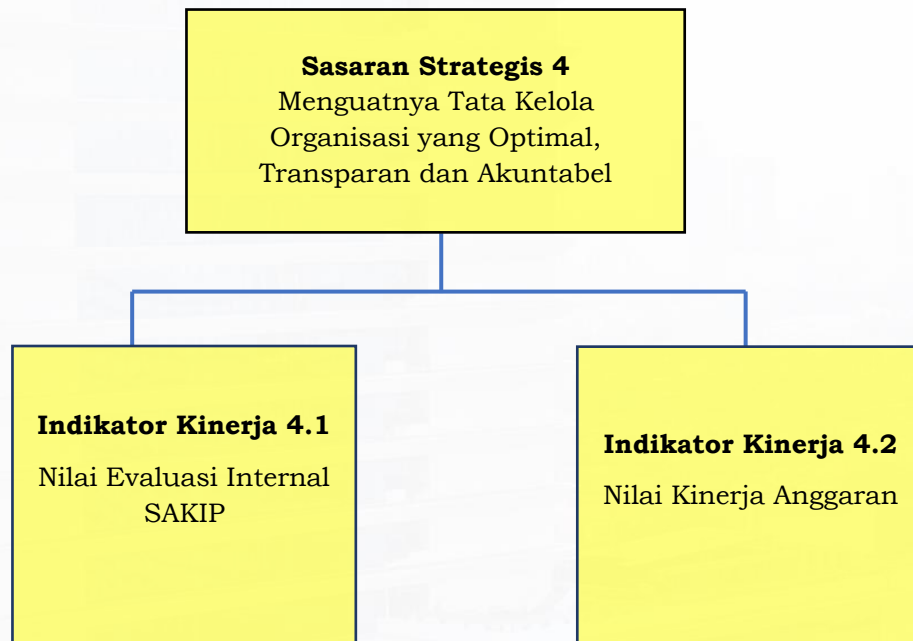 Sasaran Strategis 4
Menguatnya Tata Kelola
Organisasi yang Optimal,
Transparan dan Akuntabel
Indikator Kinerja 4.1
Nilai Evaluasi Internal
SAKIP
Indikator Kinerja 4.2
Nilai Kinerja Anggaran